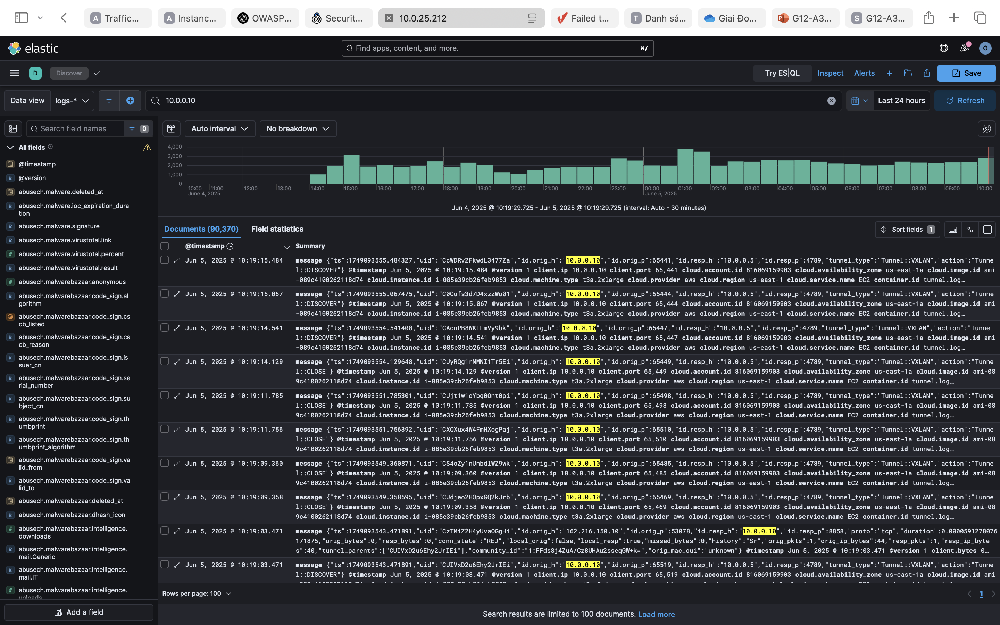 Traffic...
Instanc...
OWASP...
Securit...
10.0.25.212
Failed t...
Danh sá...
Giai Đo...
G12-A3...
G12-A3...
elastic
Find apps, content, and more.
⌘/
O
D
Discover
Try ES|QL
Inspect
Alerts
Save
Data view
logs-*
10.0.0.10
Last 24 hours
Refresh
Search field names
0
Auto interval
No breakdown
All fields
@timestamp
@version
abusech.malware.deleted_at
abusech.malware.ioc_expiration_dura
tion
abusech.malware.signature
abusech.malware.virustotal.link
abusech.malware.virustotal.percent
abusech.malware.virustotal.result
abusech.malwarebazaar.anonymous
abusech.malwarebazaar.code_sign.al
gorithm
abusech.malwarebazaar.code_sign.cs
cb_listed
abusech.malwarebazaar.code_sign.cs
cb_reason
abusech.malwarebazaar.code_sign.is
suer_cn
abusech.malwarebazaar.code_sign.se
rial_number
abusech.malwarebazaar.code_sign.su
bject_cn
abusech.malwarebazaar.code_sign.th
umbprint
abusech.malwarebazaar.code_sign.th
umbprint_algorithm
abusech.malwarebazaar.code_sign.va
lid_from
abusech.malwarebazaar.code_sign.va
lid_to
abusech.malwarebazaar.deleted_at
abusech.malwarebazaar.dhash_icon
abusech.malwarebazaar.intelligence.
downloads
abusech.malwarebazaar.intelligence.
mail.Generic
abusech.malwarebazaar.intelligence.
mail.IT
abusech.malwarebazaar.intelligence.
uploads
Add a field
4,000
3,000
2,000
1,000
0
10:00 11:00 12:00 13:00 14:00 15:00 16:00 17:00 18:00 19:00 20:00 21:00 22:00 23:00 00:00 01:00 02:00 03:00 04:00 05:00 06:00 07:00 08:00 09:00 10:00
June 4, 2025 June 5, 2025
Jun 4, 2025 @ 10:19:29.725 - Jun 5, 2025 @ 10:19:29.725 (interval: Auto - 30 minutes)
Documents (90,370)
Field statistics
Sort fields 1
@timestamp
Summary
Jun 5, 2025 @ 10:19:15.484 message {"ts":1749093555.484327,"uid":"CcWDRv2FkwdL3477Za","id.orig_h":"10.0.0.10","id.orig_p":65441,"id.resp_h":"10.0.0.5","id.resp_p":4789,"tunnel_type":"Tunnel::VXLAN","action":"Tunne
l::DISCOVER"} @timestamp Jun 5, 2025 @ 10:19:15.484 @version 1 client.ip 10.0.0.10 client.port 65,441 cloud.account.id 816069159903 cloud.availability_zone us-east-1a cloud.image.id ami
-089c4100262118d74 cloud.instance.id i-085e39cb26feb9853 cloud.machine.type t3a.2xlarge cloud.provider aws cloud.region us-east-1 cloud.service.name EC2 container.id tunnel.log…
Jun 5, 2025 @ 10:19:15.067 message {"ts":1749093555.067475,"uid":"C0Gufs3d7D4xzzWo01","id.orig_h":"10.0.0.10","id.orig_p":65444,"id.resp_h":"10.0.0.5","id.resp_p":4789,"tunnel_type":"Tunnel::VXLAN","action":"Tunne
l::DISCOVER"} @timestamp Jun 5, 2025 @ 10:19:15.067 @version 1 client.ip 10.0.0.10 client.port 65,444 cloud.account.id 816069159903 cloud.availability_zone us-east-1a cloud.image.id ami
-089c4100262118d74 cloud.instance.id i-085e39cb26feb9853 cloud.machine.type t3a.2xlarge cloud.provider aws cloud.region us-east-1 cloud.service.name EC2 container.id tunnel.log…
Jun 5, 2025 @ 10:19:14.541 message {"ts":1749093554.541408,"uid":"CAcnPB8WKILmVy9bk","id.orig_h":"10.0.0.10","id.orig_p":65447,"id.resp_h":"10.0.0.5","id.resp_p":4789,"tunnel_type":"Tunnel::VXLAN","action":"Tunne
l::DISCOVER"} @timestamp Jun 5, 2025 @ 10:19:14.541 @version 1 client.ip 10.0.0.10 client.port 65,447 cloud.account.id 816069159903 cloud.availability_zone us-east-1a cloud.image.id ami
-089c4100262118d74 cloud.instance.id i-085e39cb26feb9853 cloud.machine.type t3a.2xlarge cloud.provider aws cloud.region us-east-1 cloud.service.name EC2 container.id tunnel.log…
Jun 5, 2025 @ 10:19:14.129 message {"ts":1749093554.129648,"uid":"CUyRQg1rNMNI1Tr5Ei","id.orig_h":"10.0.0.10","id.orig_p":65449,"id.resp_h":"10.0.0.5","id.resp_p":4789,"tunnel_type":"Tunnel::VXLAN","action":"Tunne
l::CLOSE"} @timestamp Jun 5, 2025 @ 10:19:14.129 @version 1 client.ip 10.0.0.10 client.port 65,449 cloud.account.id 816069159903 cloud.availability_zone us-east-1a cloud.image.id ami-08
9c4100262118d74 cloud.instance.id i-085e39cb26feb9853 cloud.machine.type t3a.2xlarge cloud.provider aws cloud.region us-east-1 cloud.service.name EC2 container.id tunnel.log…
Jun 5, 2025 @ 10:19:11.785 message {"ts":1749093551.785301,"uid":"CUjt1w1oYbq0Ont0pi","id.orig_h":"10.0.0.10","id.orig_p":65498,"id.resp_h":"10.0.0.5","id.resp_p":4789,"tunnel_type":"Tunnel::VXLAN","action":"Tunne
l::CLOSE"} @timestamp Jun 5, 2025 @ 10:19:11.785 @version 1 client.ip 10.0.0.10 client.port 65,498 cloud.account.id 816069159903 cloud.availability_zone us-east-1a cloud.image.id ami-08
9c4100262118d74 cloud.instance.id i-085e39cb26feb9853 cloud.machine.type t3a.2xlarge cloud.provider aws cloud.region us-east-1 cloud.service.name EC2 container.id tunnel.log…
Jun 5, 2025 @ 10:19:11.756 message {"ts":1749093551.756392,"uid":"CXQXux4W4FmHXogPaj","id.orig_h":"10.0.0.10","id.orig_p":65510,"id.resp_h":"10.0.0.5","id.resp_p":4789,"tunnel_type":"Tunnel::VXLAN","action":"Tunne
l::CLOSE"} @timestamp Jun 5, 2025 @ 10:19:11.756 @version 1 client.ip 10.0.0.10 client.port 65,510 cloud.account.id 816069159903 cloud.availability_zone us-east-1a cloud.image.id ami-08
9c4100262118d74 cloud.instance.id i-085e39cb26feb9853 cloud.machine.type t3a.2xlarge cloud.provider aws cloud.region us-east-1 cloud.service.name EC2 container.id tunnel.log…
Jun 5, 2025 @ 10:19:09.360 message {"ts":1749093549.360871,"uid":"CS4oZy1nUnbdlWZ9wk","id.orig_h":"10.0.0.10","id.orig_p":65485,"id.resp_h":"10.0.0.5","id.resp_p":4789,"tunnel_type":"Tunnel::VXLAN","action":"Tunne
l::CLOSE"} @timestamp Jun 5, 2025 @ 10:19:09.360 @version 1 client.ip 10.0.0.10 client.port 65,485 cloud.account.id 816069159903 cloud.availability_zone us-east-1a cloud.image.id ami-08
9c4100262118d74 cloud.instance.id i-085e39cb26feb9853 cloud.machine.type t3a.2xlarge cloud.provider aws cloud.region us-east-1 cloud.service.name EC2 container.id tunnel.log…
Jun 5, 2025 @ 10:19:09.358 message {"ts":1749093549.358595,"uid":"CUdjeo2HOpxGQ2kJrb","id.orig_h":"10.0.0.10","id.orig_p":65469,"id.resp_h":"10.0.0.5","id.resp_p":4789,"tunnel_type":"Tunnel::VXLAN","action":"Tunne
l::CLOSE"} @timestamp Jun 5, 2025 @ 10:19:09.358 @version 1 client.ip 10.0.0.10 client.port 65,469 cloud.account.id 816069159903 cloud.availability_zone us-east-1a cloud.image.id ami-08
9c4100262118d74 cloud.instance.id i-085e39cb26feb9853 cloud.machine.type t3a.2xlarge cloud.provider aws cloud.region us-east-1 cloud.service.name EC2 container.id tunnel.log…
Jun 5, 2025 @ 10:19:03.471 message {"ts":1749093543.471891,"uid":"CzTMiZ2H4yUvaOGgHi","id.orig_h":"162.216.150.10","id.orig_p":53078,"id.resp_h":"10.0.0.10","id.resp_p":8858,"proto":"tcp","duration":0.0000591278076
171875,"orig_bytes":0,"resp_bytes":0,"conn_state":"REJ","local_orig":false,"local_resp":true,"missed_bytes":0,"history":"Sr","orig_pkts":1,"orig_ip_bytes":44,"resp_pkts":1,"resp_ip_byte
s":40,"tunnel_parents":["CUIVxD2u6Ehy2JrIEi"],"community_id":"1:FFdsSj4ZuA/Cz8UHAu2sseqGW+k=","orig_mac_oui":"unknown"} @timestamp Jun 5, 2025 @ 10:19:03.471 @version 1 client.bytes 0…
Jun 5, 2025 @ 10:19:03.471 message {"ts":1749093543.471891,"uid":"CUIVxD2u6Ehy2JrIEi","id.orig_h":"10.0.0.10","id.orig_p":65519,"id.resp_h":"10.0.0.5","id.resp_p":4789,"tunnel_type":"Tunnel::VXLAN","action":"Tunne
l::DISCOVER"} @timestamp Jun 5, 2025 @ 10:19:03.471 @version 1 client.ip 10.0.0.10 client.port 65,519 cloud.account.id 816069159903 cloud.availability_zone us-east-1a cloud.image.id ami
Rows per page: 100
1
Search results are limited to 100 documents. Load more